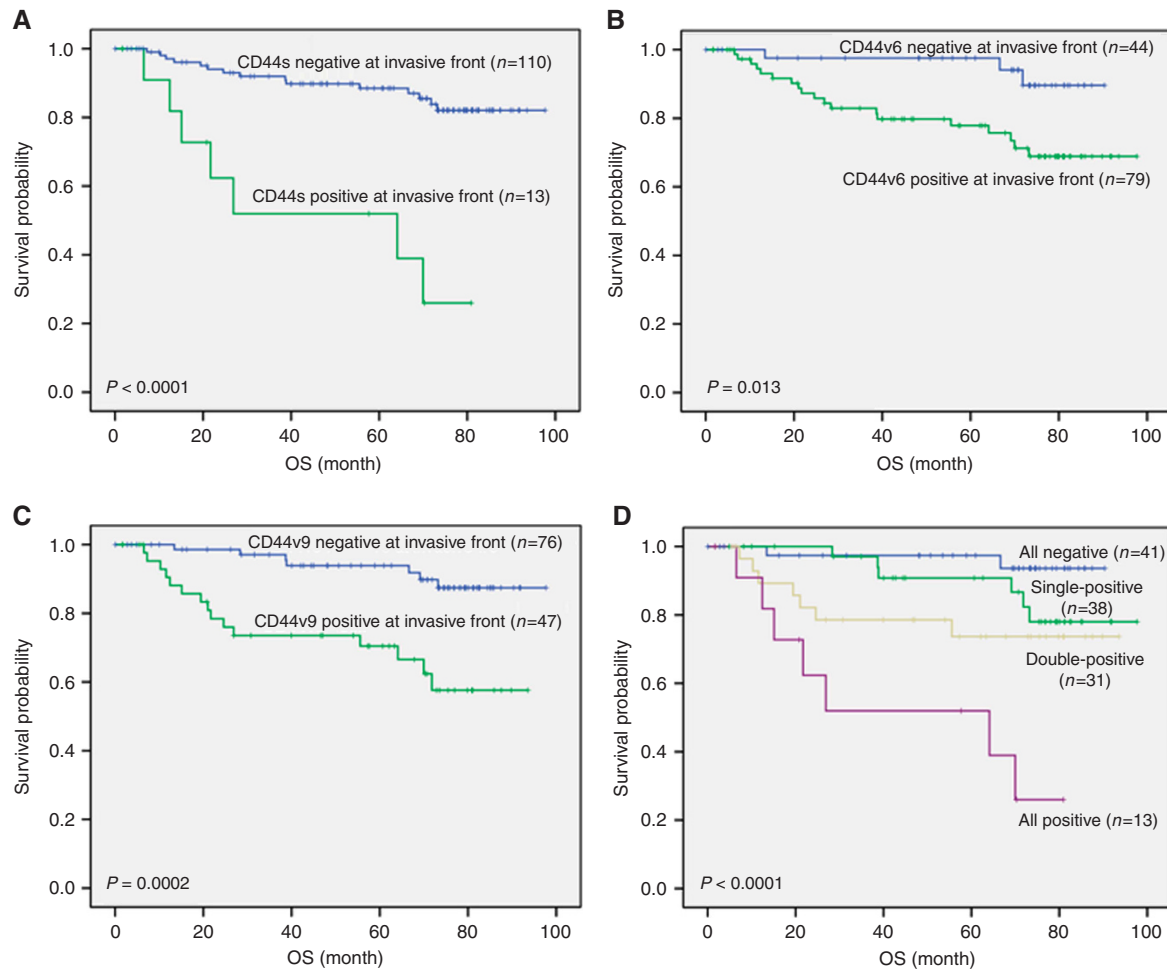 A
CD44s negative at invasive front (n=110)
CD44s positive at invasive front (n=13)
P < 0.0001
Survival probability
1.0
0.8
0.6
0.4
0.2
0.0
0 20 40 60 80 100
OS (month)
B
CD44v6 negative at invasive front (n=44)
CD44v6 positive at invasive front (n=79)
P = 0.013
Survival probability
1.0
0.8
0.6
0.4
0.2
0.0
0 20 40 60 80 100
OS (month)
C
CD44v9 negative at invasive front (n=76)
CD44v9 positive at invasive front (n=47)
P = 0.0002
Survival probability
1.0
0.8
0.6
0.4
0.2
0.0
0 20 40 60 80 100
OS (month)
D
All negative (n=41)
Single-positive
(n=38)
Double-positive
(n=31)
All positive (n=13)
P < 0.0001
Survival probability
1.0
0.8
0.6
0.4
0.2
0.0
0 20 40 60 80 100
OS (month)